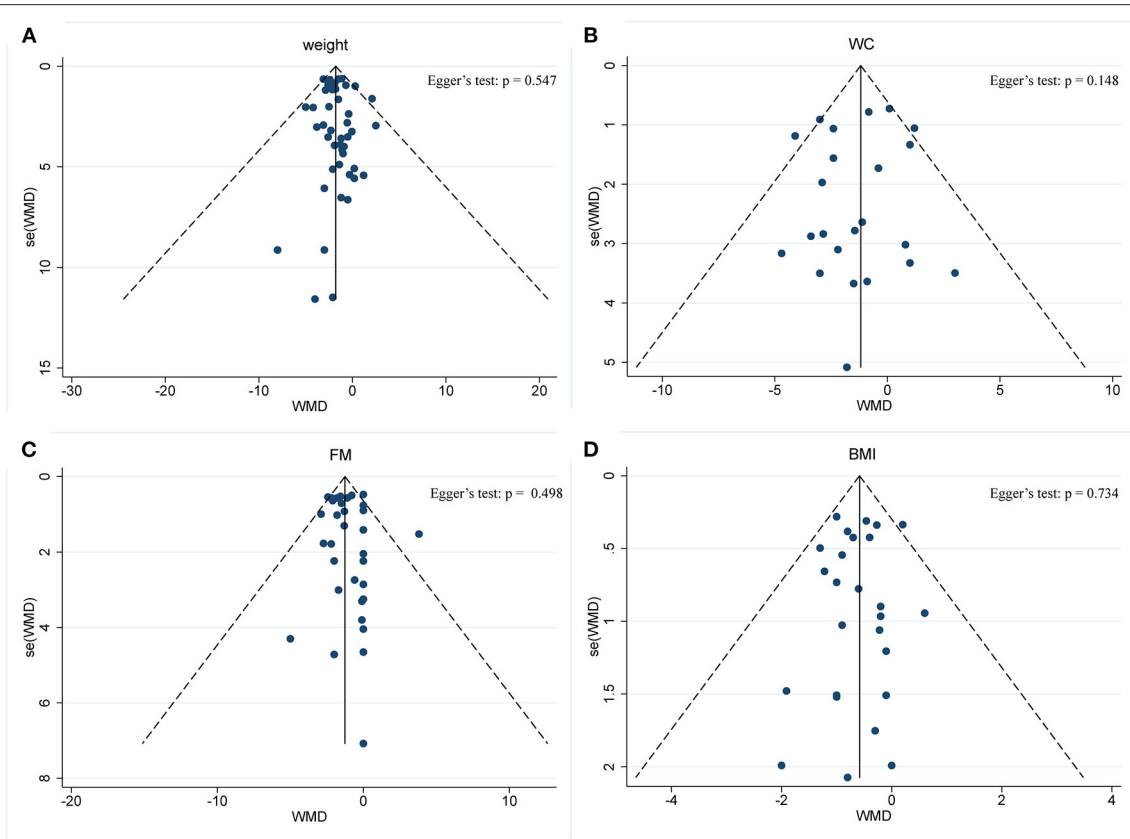 A
weight
Egger's test: p = 0.547
0
5
10
15
se(WMD)
-30
-20
-10
0
10
20
WMD
B
WC
Egger's test: p = 0.148
0
1
2
3
4
5
se(WMD)
-10
-5
0
5
10
WMD
C
FM
Egger's test: p = 0.498
0
2
4
6
8
se(WMD)
-20
-10
0
10
WMD
D
BMI
Egger's test: p = 0.734
0
.5
1
1.5
2
se(WMD)
-4
-2
0
2
4
WMD